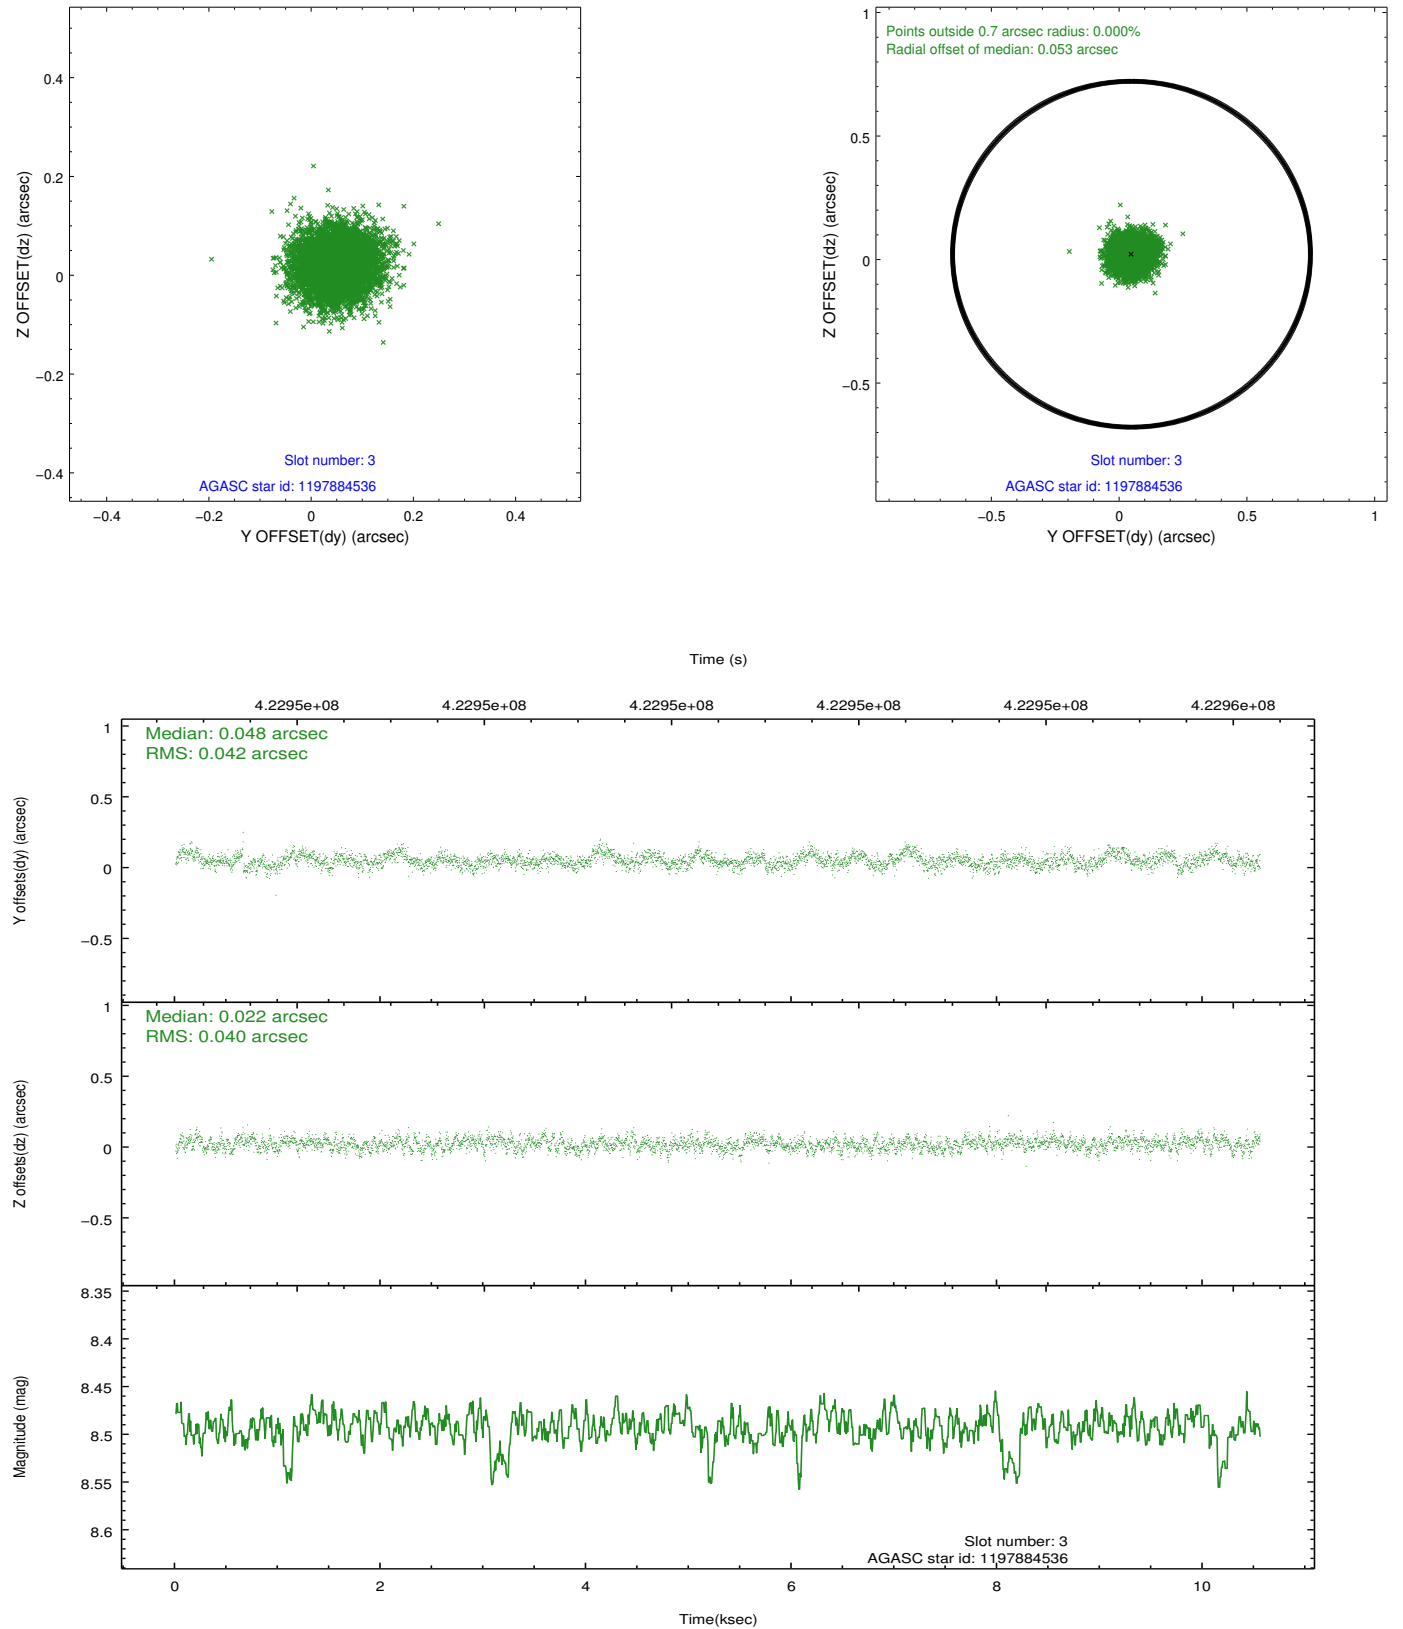 0.4
0.2
0
−0.2
−0.4
Z OFFSET(dz) (arcsec)
Slot number: 3
AGASC star id: 1197884536
−0.4 −0.2 0 0.2 0.4
Y OFFSET(dy) (arcsec)
1
0.5
0
−0.5
Z OFFSET(dz) (arcsec)
Points outside 0.7 arcsec radius: 0.000%
Radial offset of median: 0.053 arcsec
Slot number: 3
AGASC star id: 1197884536
−0.5 0 0.5 1
Y OFFSET(dy) (arcsec)
Time (s)
4.2295e+08 4.2295e+08 4.2295e+08 4.2295e+08 4.2295e+08 4.2296e+08
Median: 0.048 arcsec
RMS: 0.042 arcsec
1
0.5
0
−0.5
Y offsets(dy) (arcsec)
Median: 0.022 arcsec
RMS: 0.040 arcsec
1
0.5
0
−0.5
Z offsets(dz) (arcsec)
8.35
8.4
8.45
8.5
8.55
8.6
Magnitude (mag)
Slot number: 3
AGASC star id: 1197884536
0 2 4 6 8 10
Time(ksec)